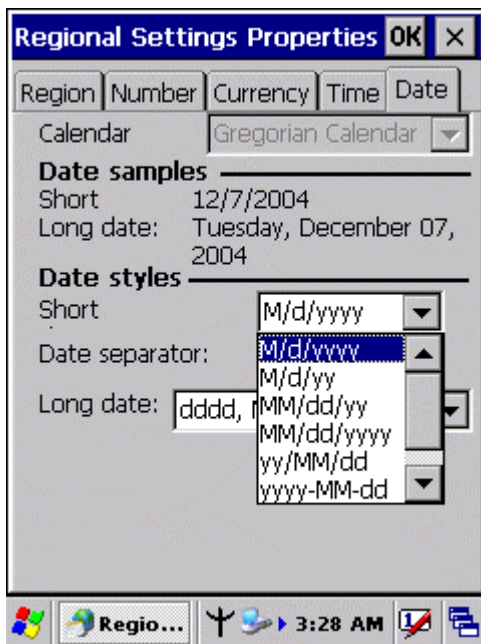 Regional Settings Properties OK ×
Region Number Currency Time Date
Calendar Gregorian Calendar
Date samples
Short 12/7/2004
Long date: Tuesday, December 07,
2004
Date styles
Short M/d/yyyy
M/d/yyyy
Date separator:
M/d/yy
Long date: dddd,
MM/dd/yy
MM/dd/yyyy
yy/MM/dd
yyyy-MM-dd
Regio... 3:28 AM